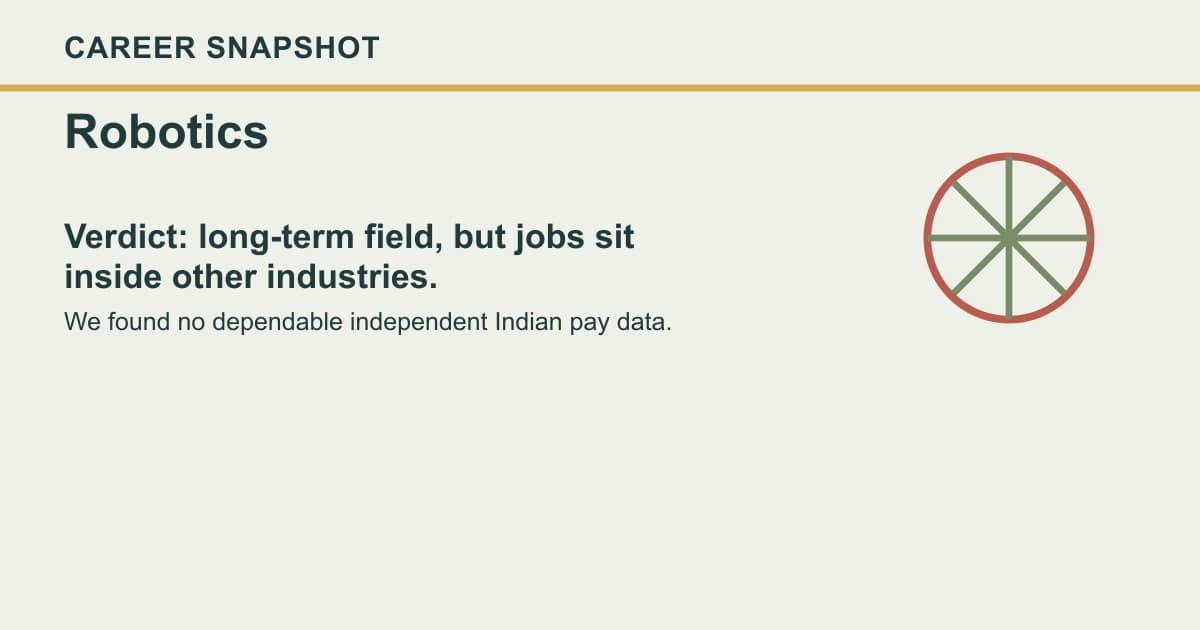 CAREER SNAPSHOT
Robotics
Verdict: long-term field, but jobs sit
inside other industries.
We found no dependable independent Indian pay data.